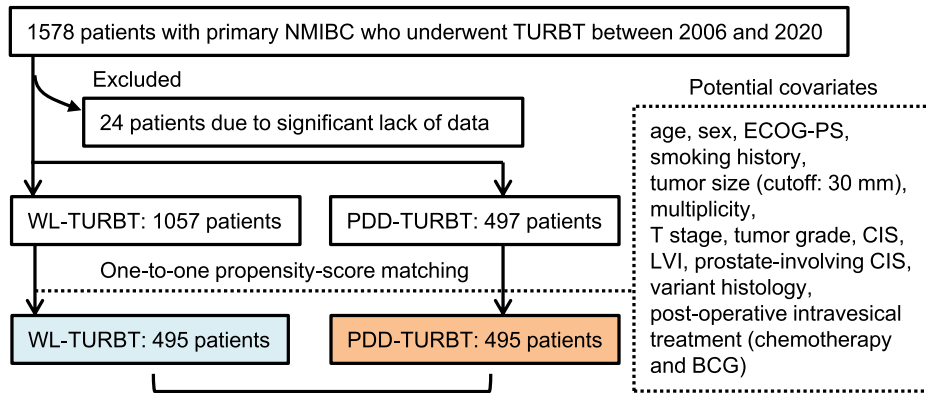 1578 patients with primary NMIBC who underwent TURBT between 2006 and 2020
Excluded
24 patients due to significant lack of data
WL-TURBT: 1057 patients
PDD-TURBT: 497 patients
One-to-one propensity-score matching
WL-TURBT: 495 patients
PDD-TURBT: 495 patients
Potential covariates
age, sex, ECOG-PS,
smoking history,
tumor size (cutoff: 30 mm),
multiplicity,
T stage, tumor grade, CIS,
LVI, prostate-involving CIS,
variant histology,
post-operative intravesical
treatment (chemotherapy
and BCG)